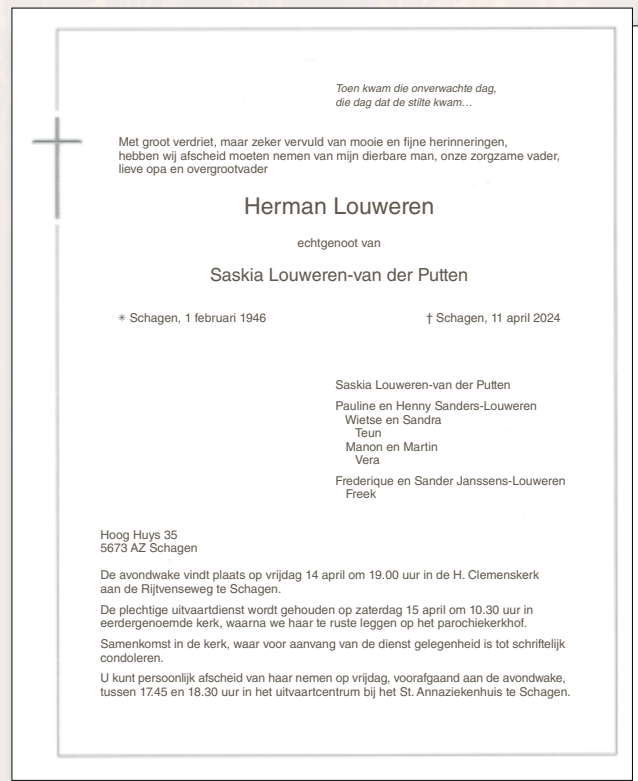 Toen kwam die onverwachte dag,
die dag dat de stilte kwam…
Met groot verdriet, maar zeker vervuld van mooie en fijne herinneringen,
hebben wij afscheid moeten nemen van mijn dierbare man, onze zorgzame vader,
lieve opa en overgrootvader
Herman Louweren
echtgenoot van
Saskia Louweren-van der Putten
✳ Schagen, 1 februari 1946 † Schagen, 11 april 2024
Saskia Louweren-van der Putten
Pauline en Henny Sanders-Louweren
Wietse en Sandra
Teun
Manon en Martin
Vera
Frederique en Sander Janssens-Louweren
Freek
Hoog Huys 35
5673 AZ Schagen
De avondwake vindt plaats op vrijdag 14 april om 19.00 uur in de H. Clemenskerk
aan de Rijtvenseweg te Schagen.
De plechtige uitvaartdienst wordt gehouden op zaterdag 15 april om 10.30 uur in
eerdergenoemde kerk, waarna we haar te ruste leggen op het parochiekerkhof.
Samenkomst in de kerk, waar voor aanvang van de dienst gelegenheid is tot schriftelijk
condoleren.
U kunt persoonlijk afscheid van haar nemen op vrijdag, voorafgaand aan de avondwake,
tussen 17.45 en 18.30 uur in het uitvaartcentrum bij het St. Annaziekenhuis te Schagen.